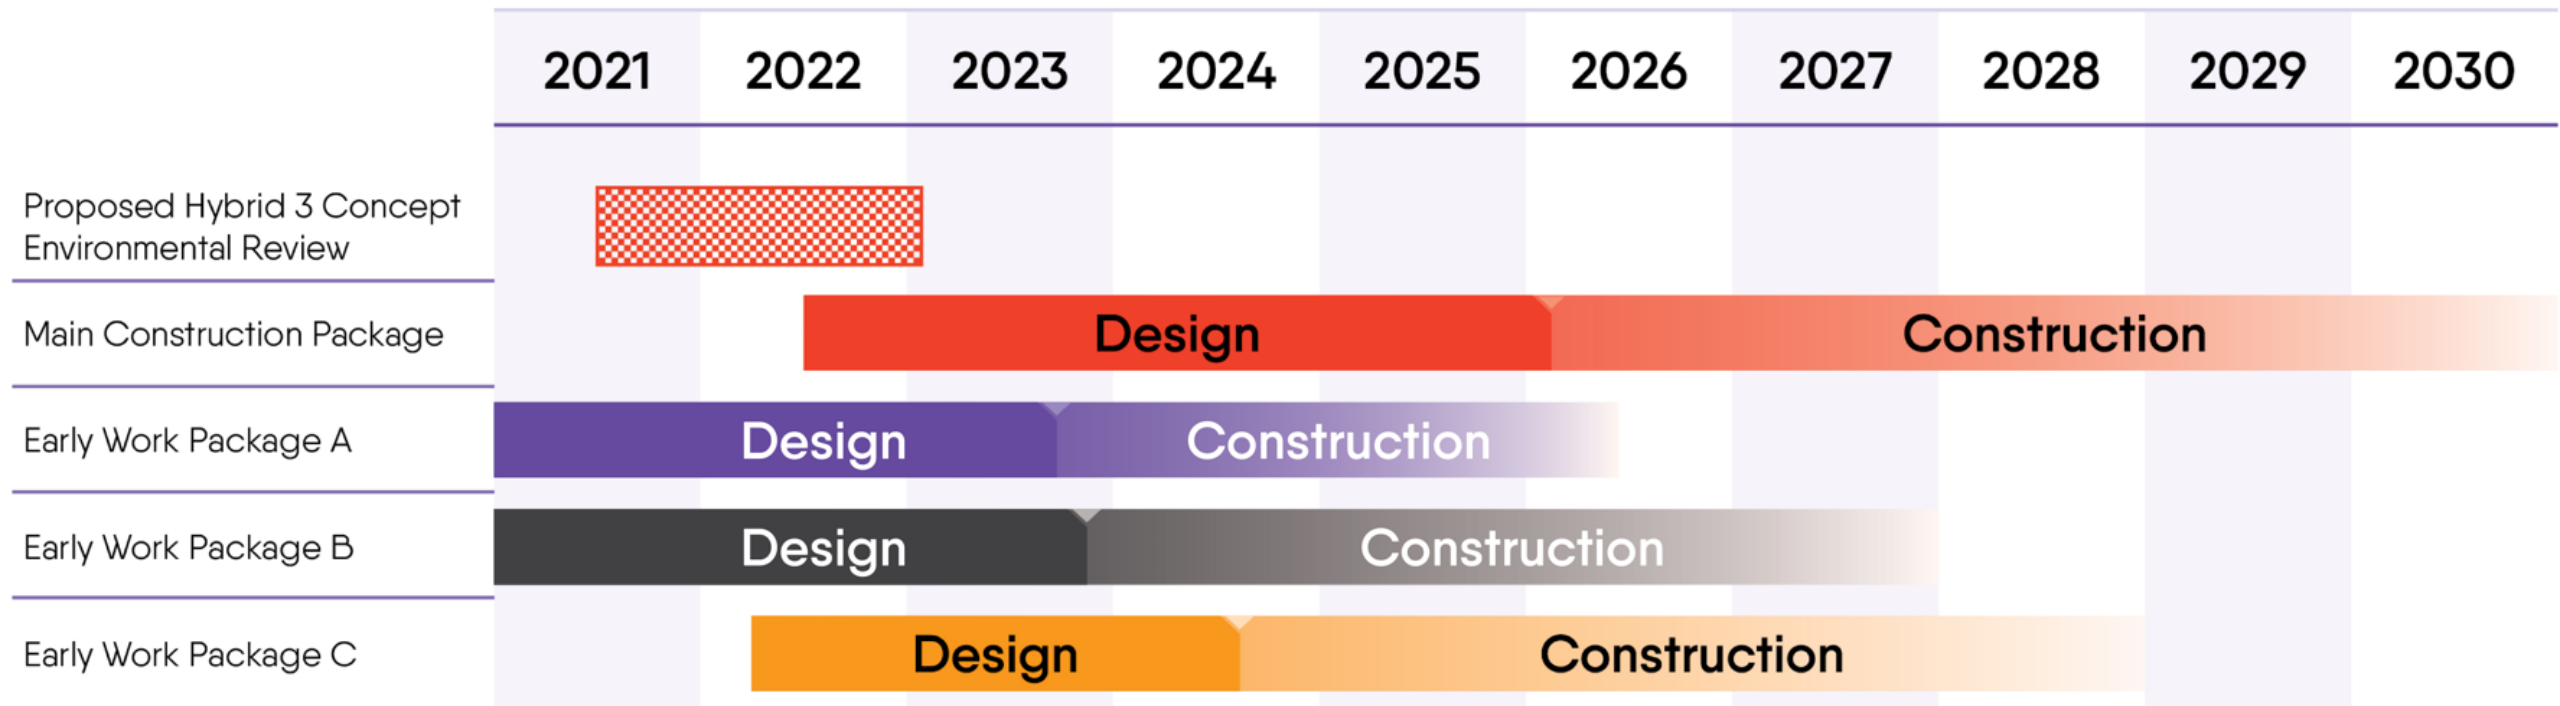 2021 2022 2023 2024 2025 2026 2027 2028 2029 2030
Proposed Hybrid 3 Concept
Environmental Review
Main Construction Package Design Construction
Early Work Package A Design Construction
Early Work Package B Design Construction
Early Work Package C Design Construction